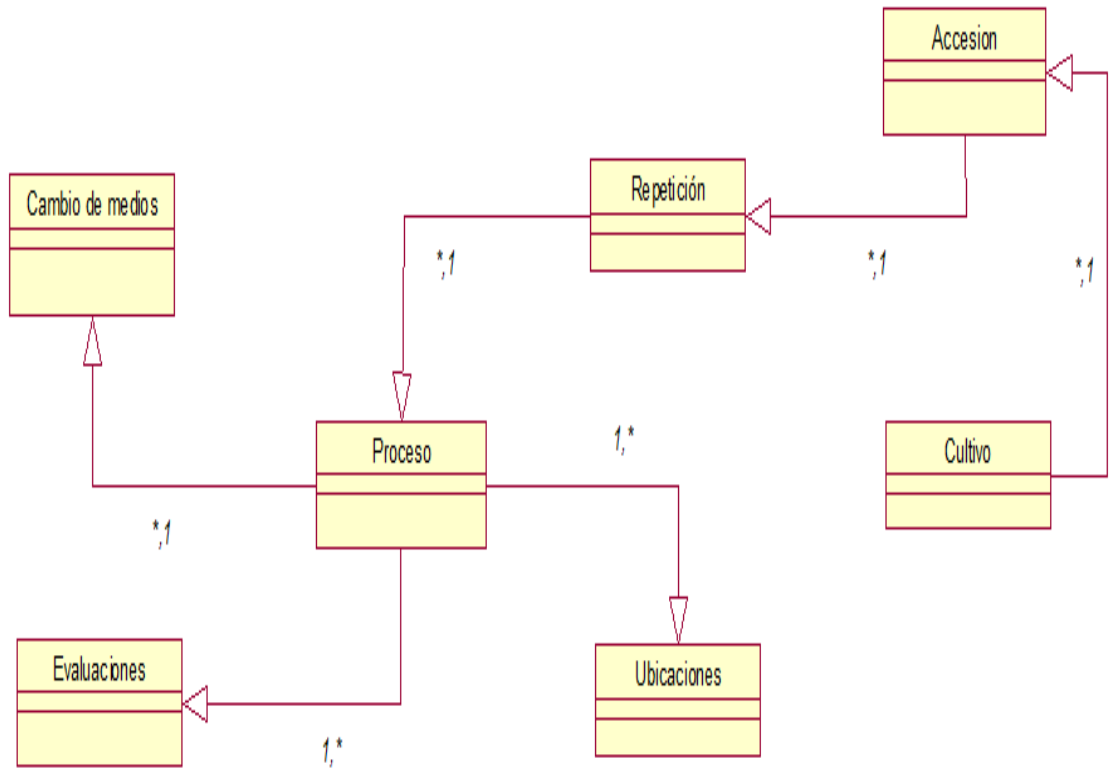 Accesion
Cambio de medios
Repetición
*,1
*,1
*,1
Proceso
1,*
Cultivo
*,1
Evaluaciones
Ubicaciones
1,*